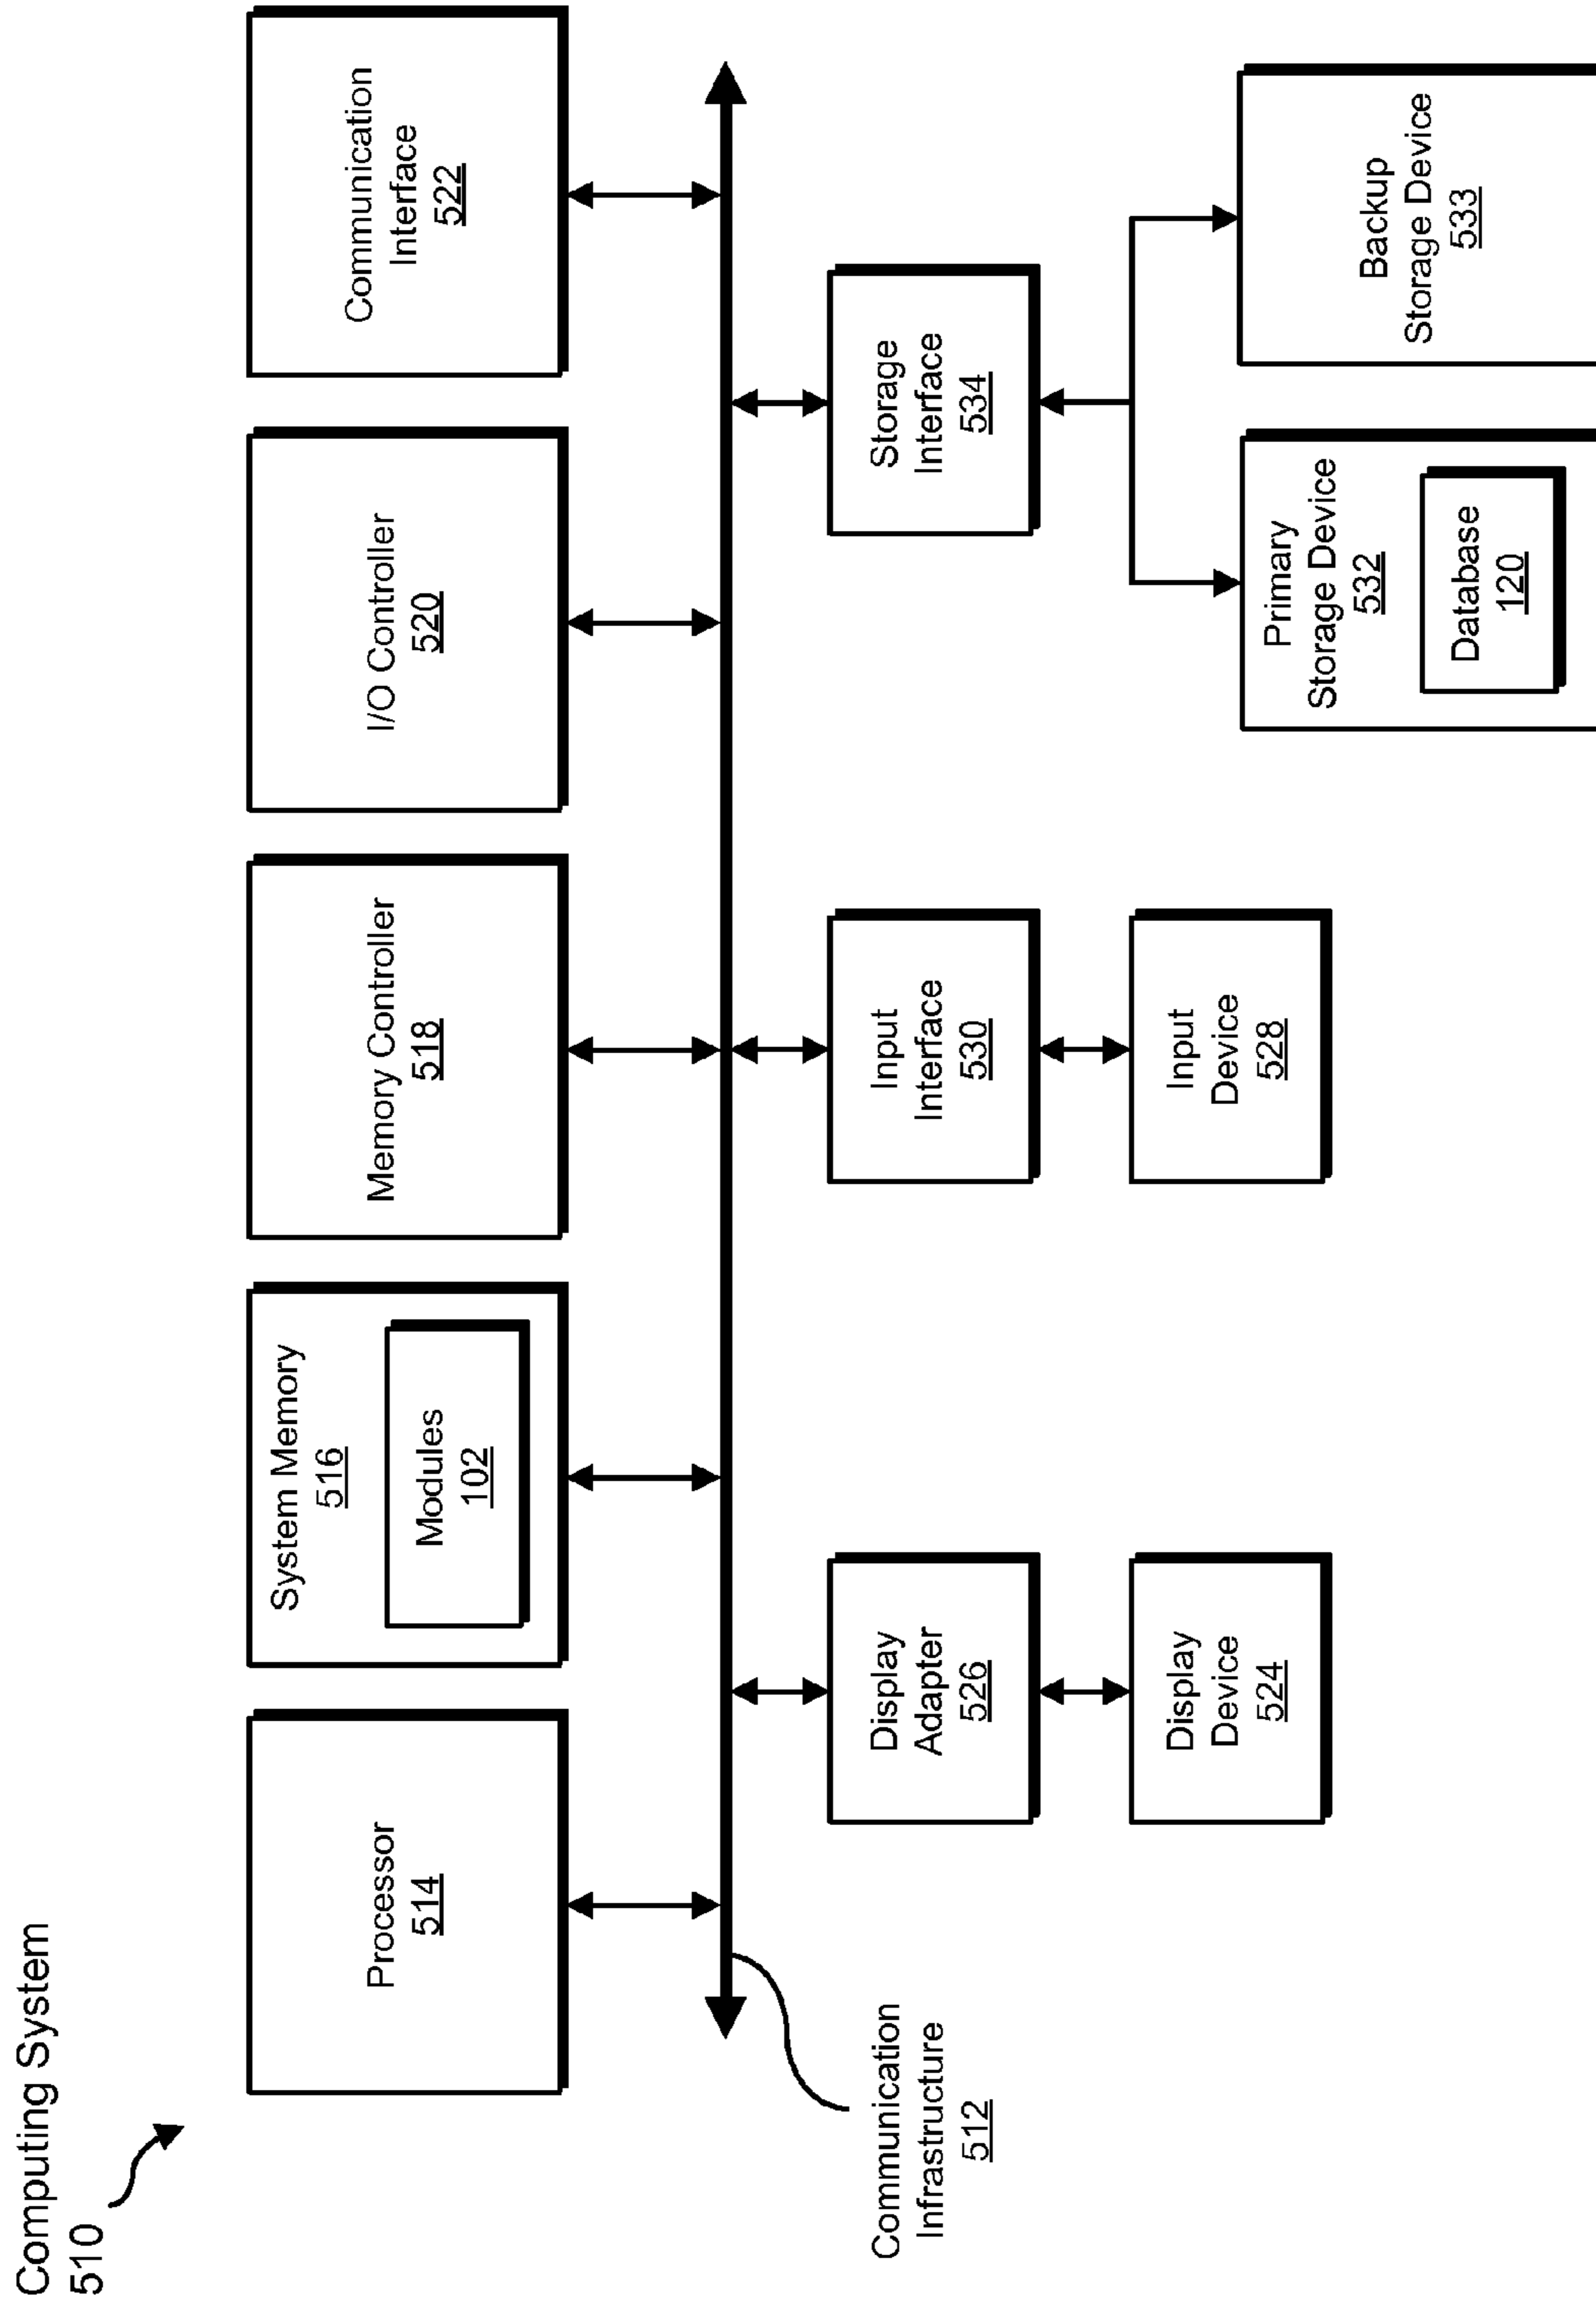 Computing System
510
Processor
514
System Memory
516
Modules
102
Memory Controller
518
I/O Controller
520
Communication
Interface
522
Communication
Infrastructure
512
Display
Adapter
526
Input
Interface
530
Storage
Interface
534
Display
Device
524
Input
Device
528
Primary
Storage Device
532
Database
120
Backup
Storage Device
533